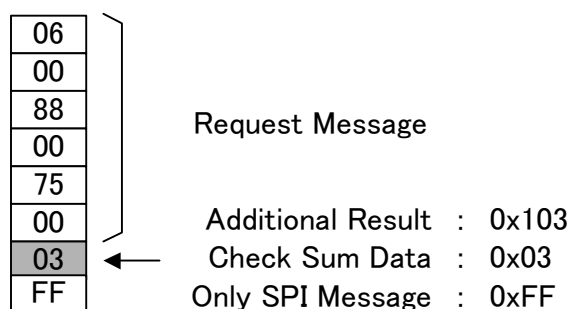 06
00
88
00
Request Message
75
00 Additional Result : 0x103
03 Check Sum Data : 0x03
FF Only SPI Message : 0xFF